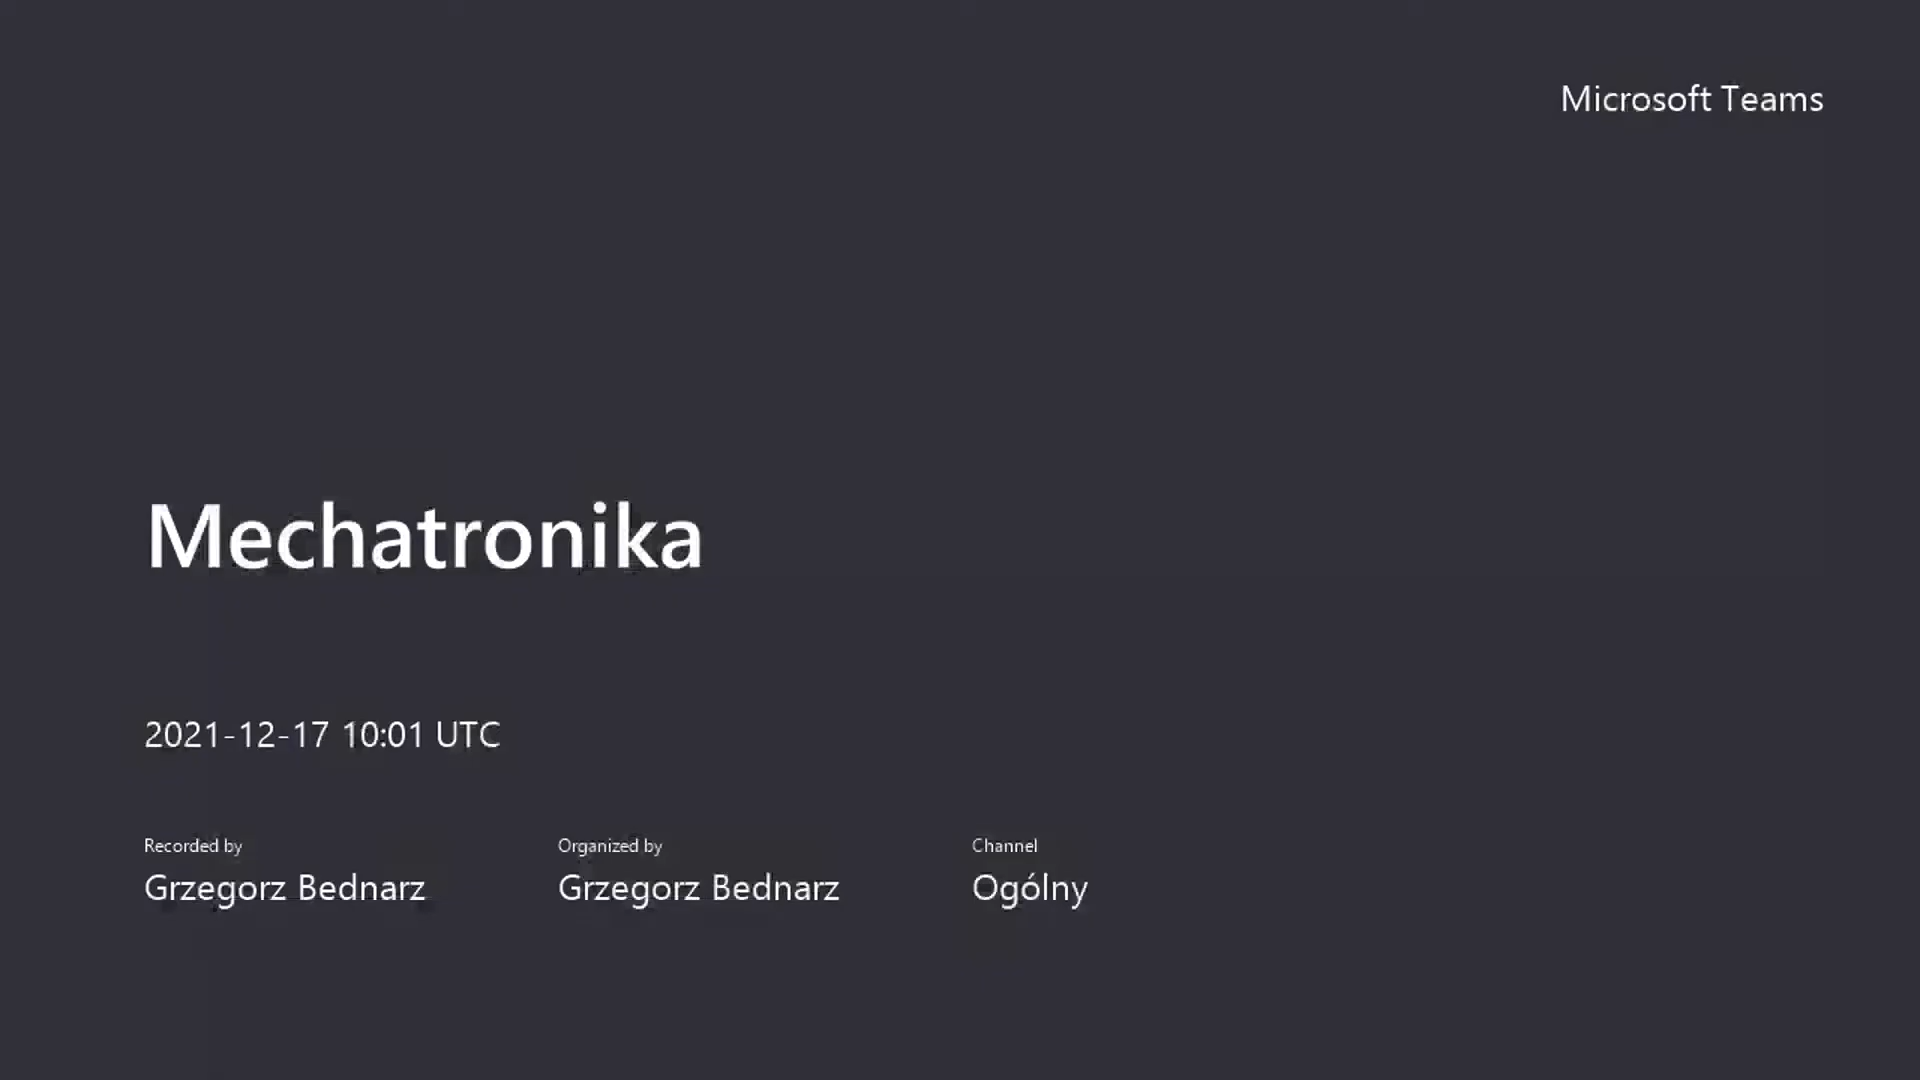 Microsoft Teams
Mechatronika
2021-12-17 10:01 UTC
Recorded by
Grzegorz Bednarz
Organized by
Grzegorz Bednarz
Channel
Ogólny